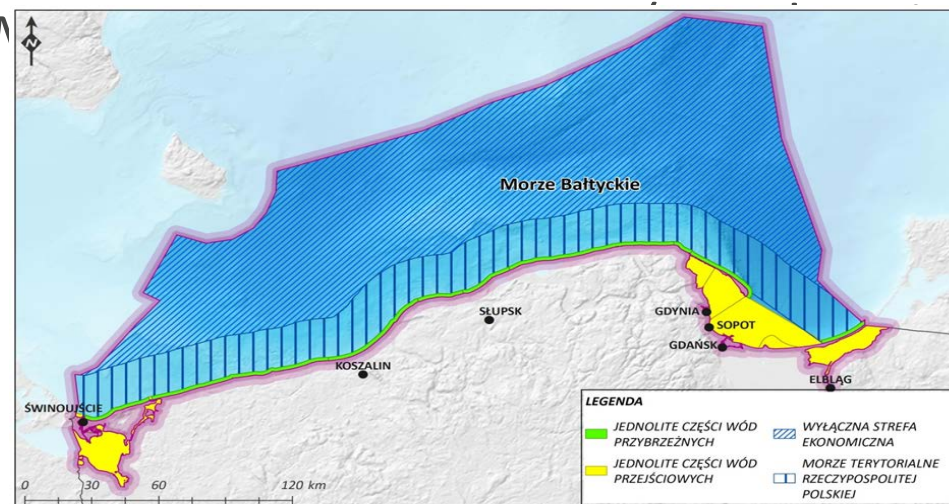 N
Morze Bałtyckie
SŁUPSK
GDYNIA
SOPOT
GDAŃSK
KOSZALIN
ELBLĄG
ŚWINOUJŚCIE
0 30 60 120 km
LEGENDA
JEDNOLITE CZĘŚCI WÓD
PRZYBRZEŻNYCH
JEDNOLITE CZĘŚCI WÓD
PRZEJŚCIOWYCH
WYŁĄCZNA STREFA
EKONOMICZNA
MORZE TERYTORIALNE
RZECZYPOSPOLITEJ
POLSKIEJ